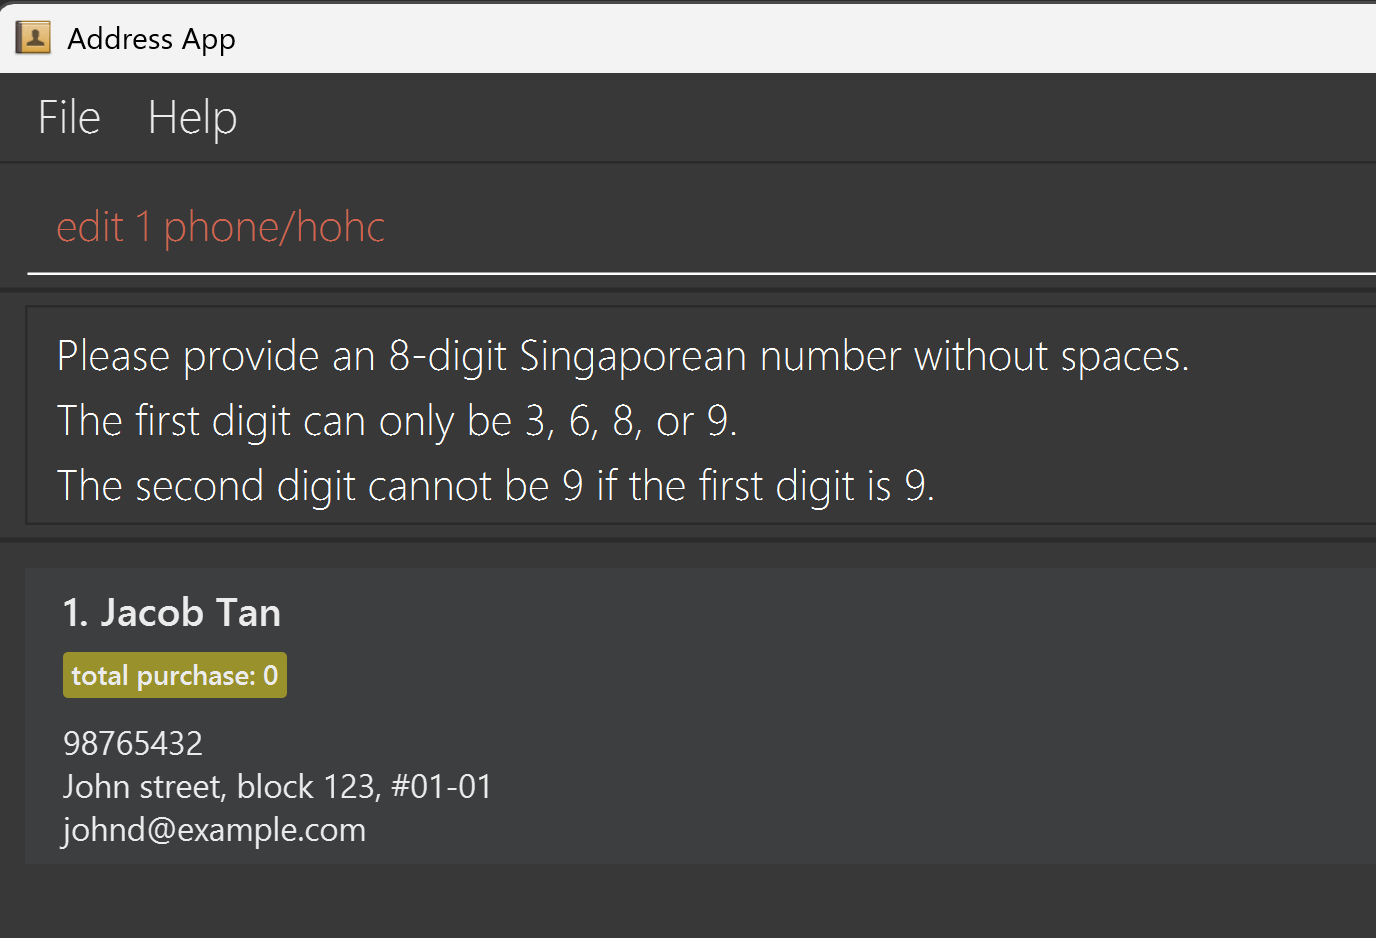 Address App
File Help
edit 1 phone/hohc
Please provide an 8-digit Singaporean number without spaces.
The first digit can only be 3, 6, 8, or 9.
The second digit cannot be 9 if the first digit is 9.
1. Jacob Tan
total purchase: 0
98765432
John street, block 123, #01-01
johnd@example.com